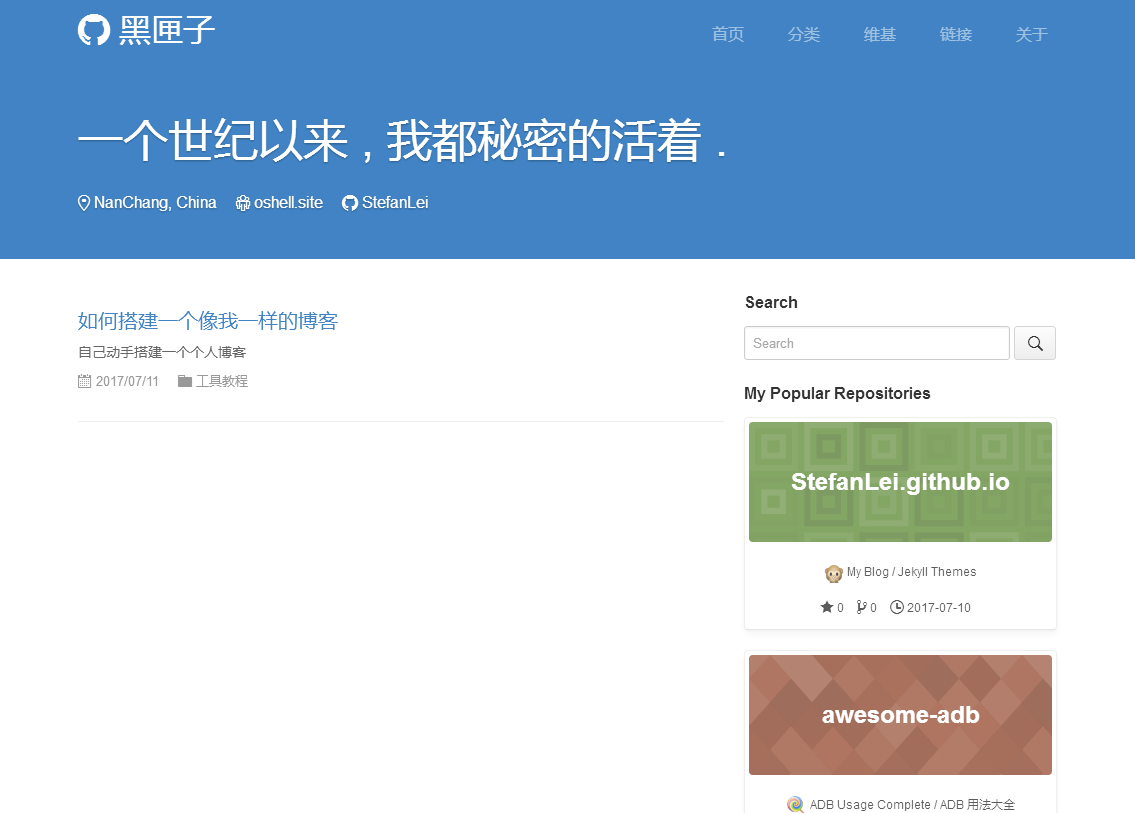 黑匣子
首页 分类 维基 链接 关于
一个世纪以来 , 我都秘密的活着 .
NanChang, China oshell.site StefanLei
如何搭建一个像我一样的博客
自己动手搭建一个个人博客
2017/07/11 工具教程
Search
Search
My Popular Repositories
StefanLei.github.io
My Blog / Jekyll Themes
0 0 2017-07-10
awesome-adb
ADB Usage Complete / ADB 用法大全